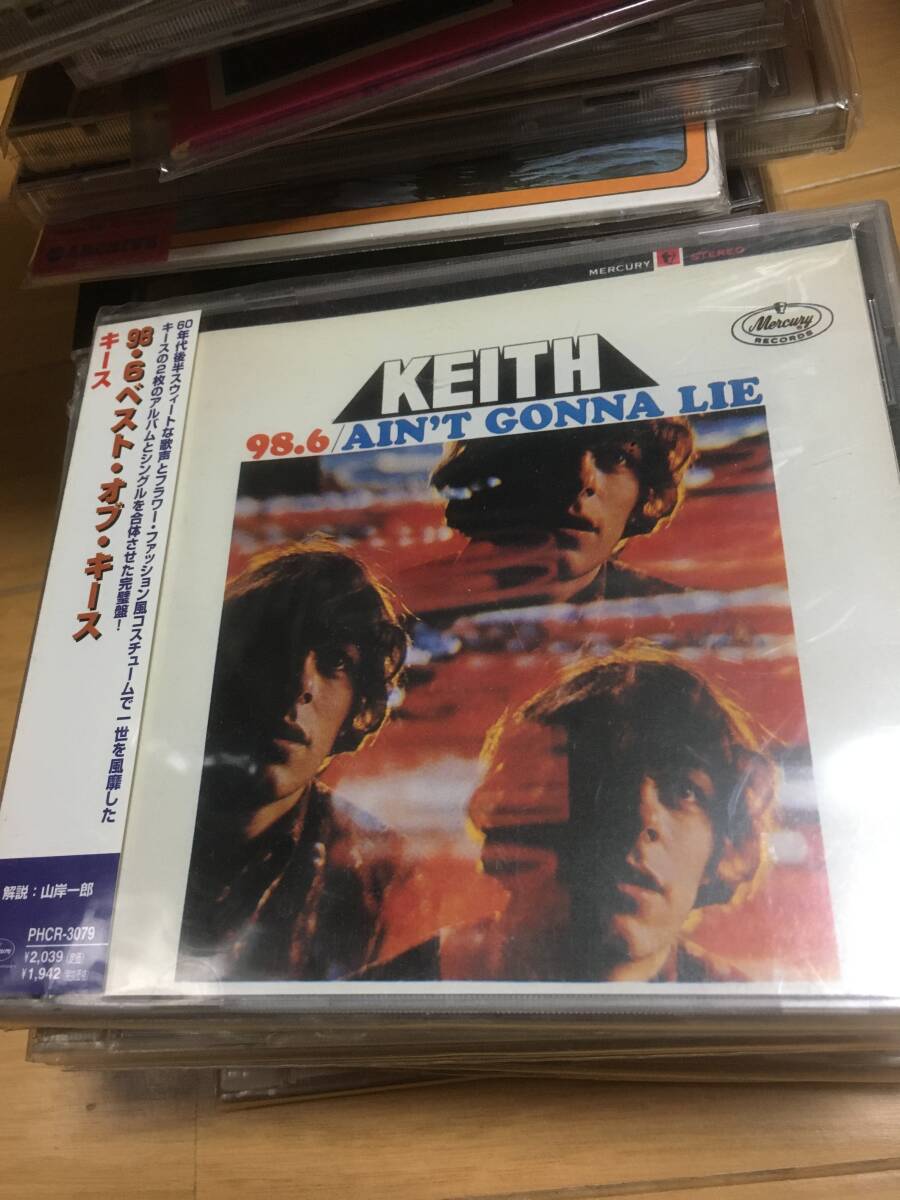 MERCURY STEREO
Mercury
RECORDS
KEITH
98.6/AIN'T GONNA LIE
60年代後半スウィートな歌声とフラワー・ファッション風コスチュームで一世を風靡した
キースの2枚のアルバムとシングルを合体させた完璧盤!
98・6ベスト・オブ・キース
キース
解説:山岸一郎
PHCR-3079
¥2,039(定価)
¥1,942
Mercury